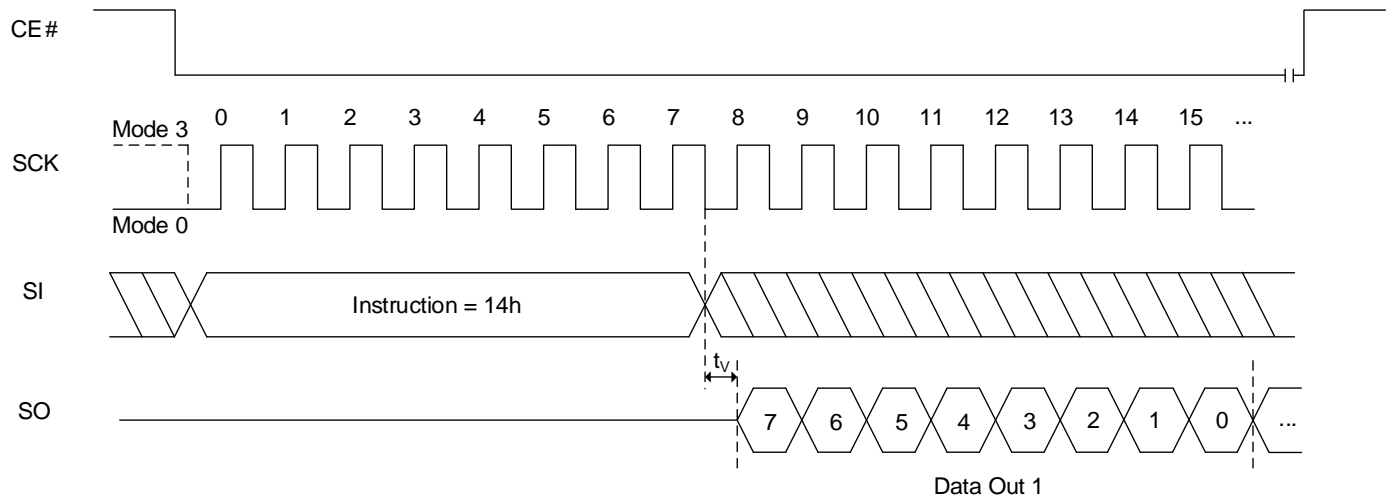 CE#
Mode 3
0 1 2 3 4 5 6 7 8 9 10 11 12 13 14 15 ...
SCK
Mode 0
SI
Instruction = 14h
tV
SO
7 6 5 4 3 2 1 0 ...
Data Out 1